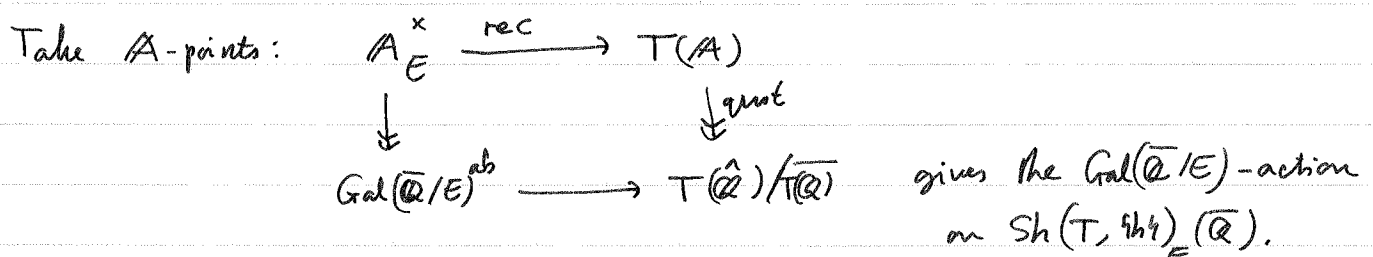 Take 𝔸-points: 𝔸_E^× rec⟶ T(𝔸)
↓↓ ↓↓quot
Gal(ℚ̅/E)^ab ⟶ T(ℚ̂)/T(ℚ)‾ gives the Gal(ℚ̅/E)-action
on Sh(T, {h})_E(ℚ̅).